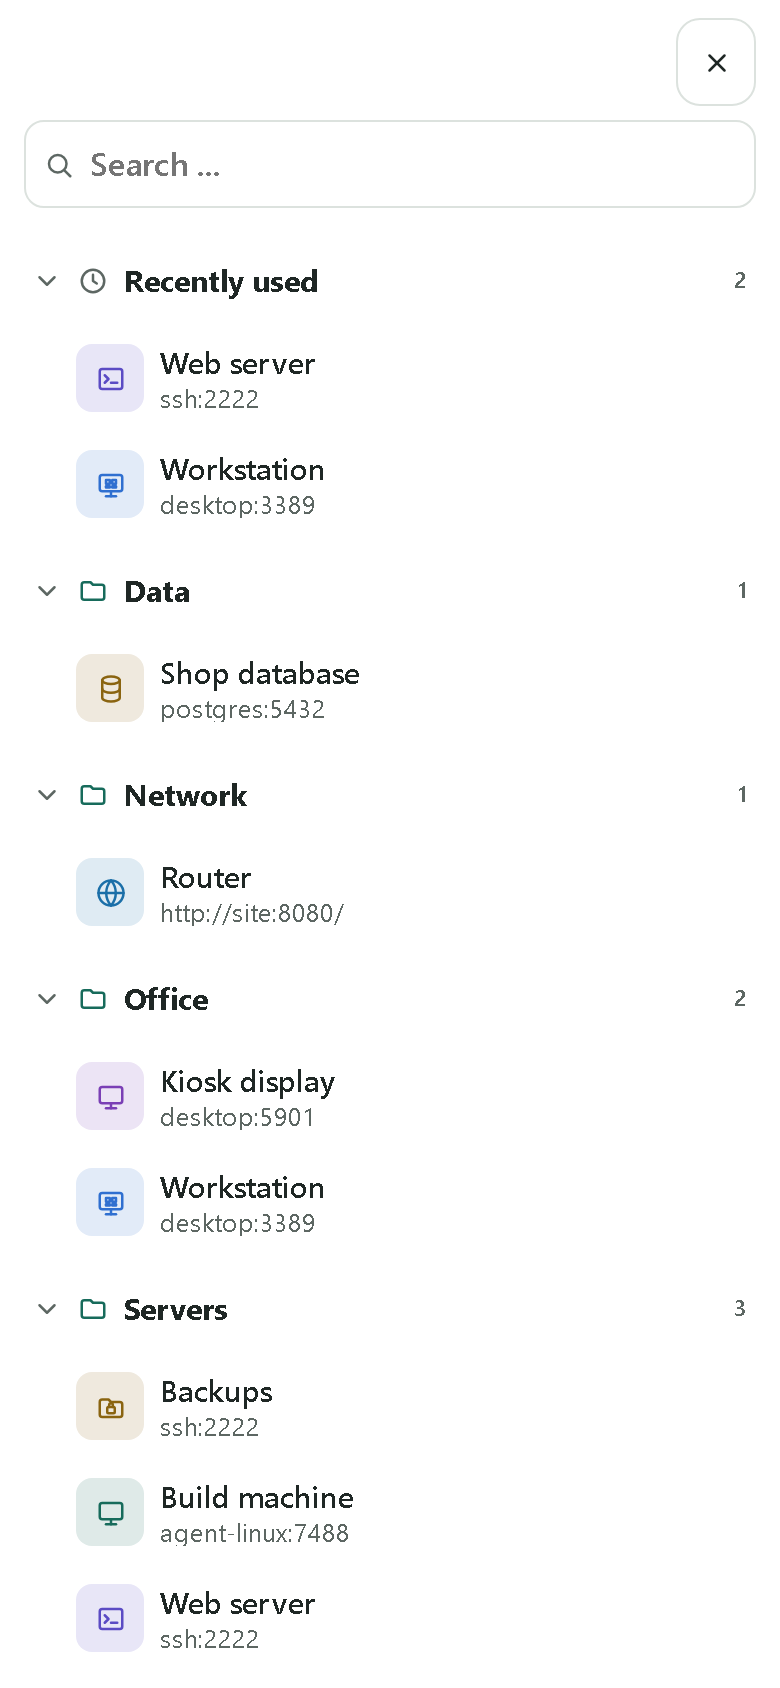 Search ...
Recently used 2
Web server
ssh:2222
Workstation
desktop:3389
Data 1
Shop database
postgres:5432
Network 1
Router
http://site:8080/
Office 2
Kiosk display
desktop:5901
Workstation
desktop:3389
Servers 3
Backups
ssh:2222
Build machine
agent-linux:7488
Web server
ssh:2222